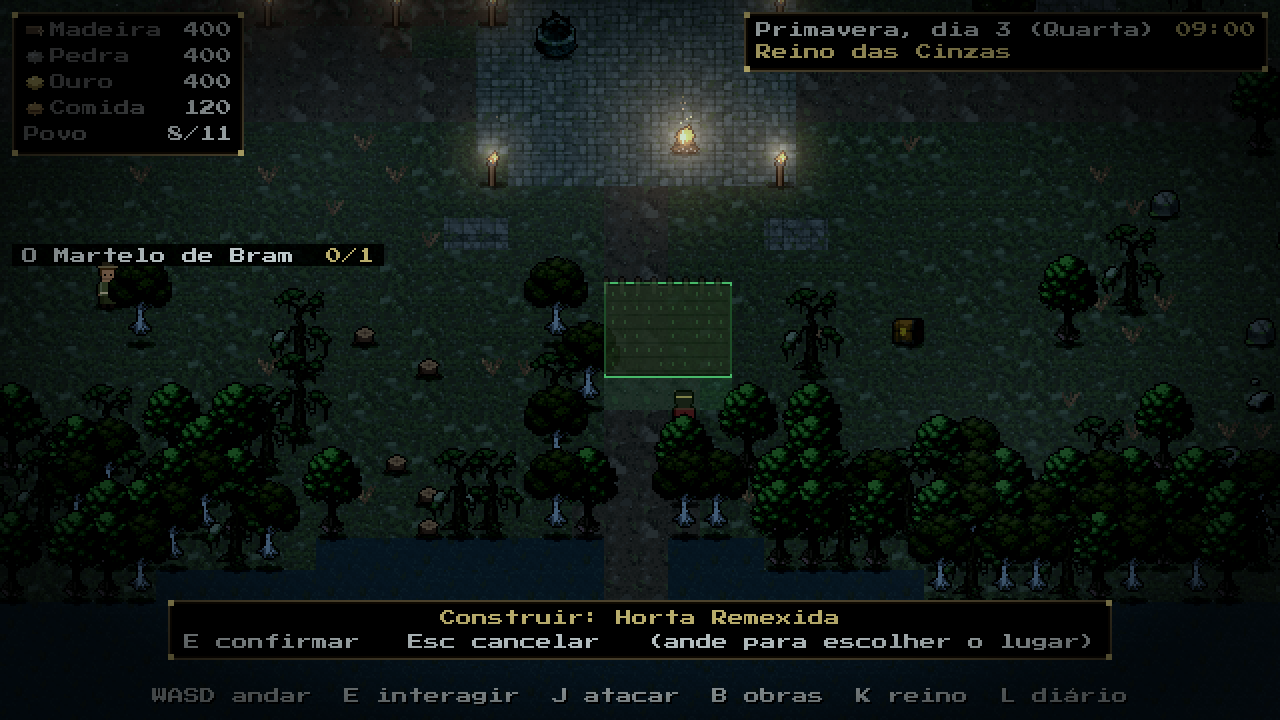 Madeira 400
Pedra 400
Ouro 400
Comida 120
Povo 8/11
Primavera, dia 3 (Quarta) 09:00
Reino das Cinzas
O Martelo de Bram 0/1
Construir: Horta Remexida
E confirmar Esc cancelar (ande para escolher o lugar)
WASD andar E interagir J atacar B obras K reino L diário